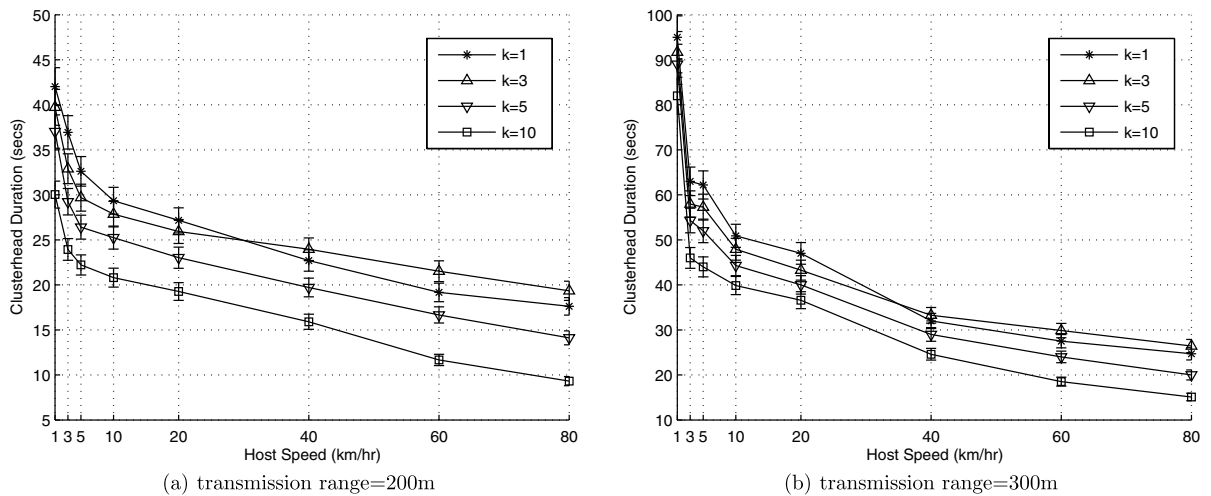 50
45
40
35
30
25
20
15
10
5
Clusterhead Duration (secs)
k=1
k=3
k=5
k=10
1 3 5 10 20 40 60 80
Host Speed (km/hr)
(a) transmission range=200m
100
90
80
70
60
50
40
30
20
10
Clusterhead Duration (secs)
k=1
k=3
k=5
k=10
1 3 5 10 20 40 60 80
Host Speed (km/hr)
(b) transmission range=300m